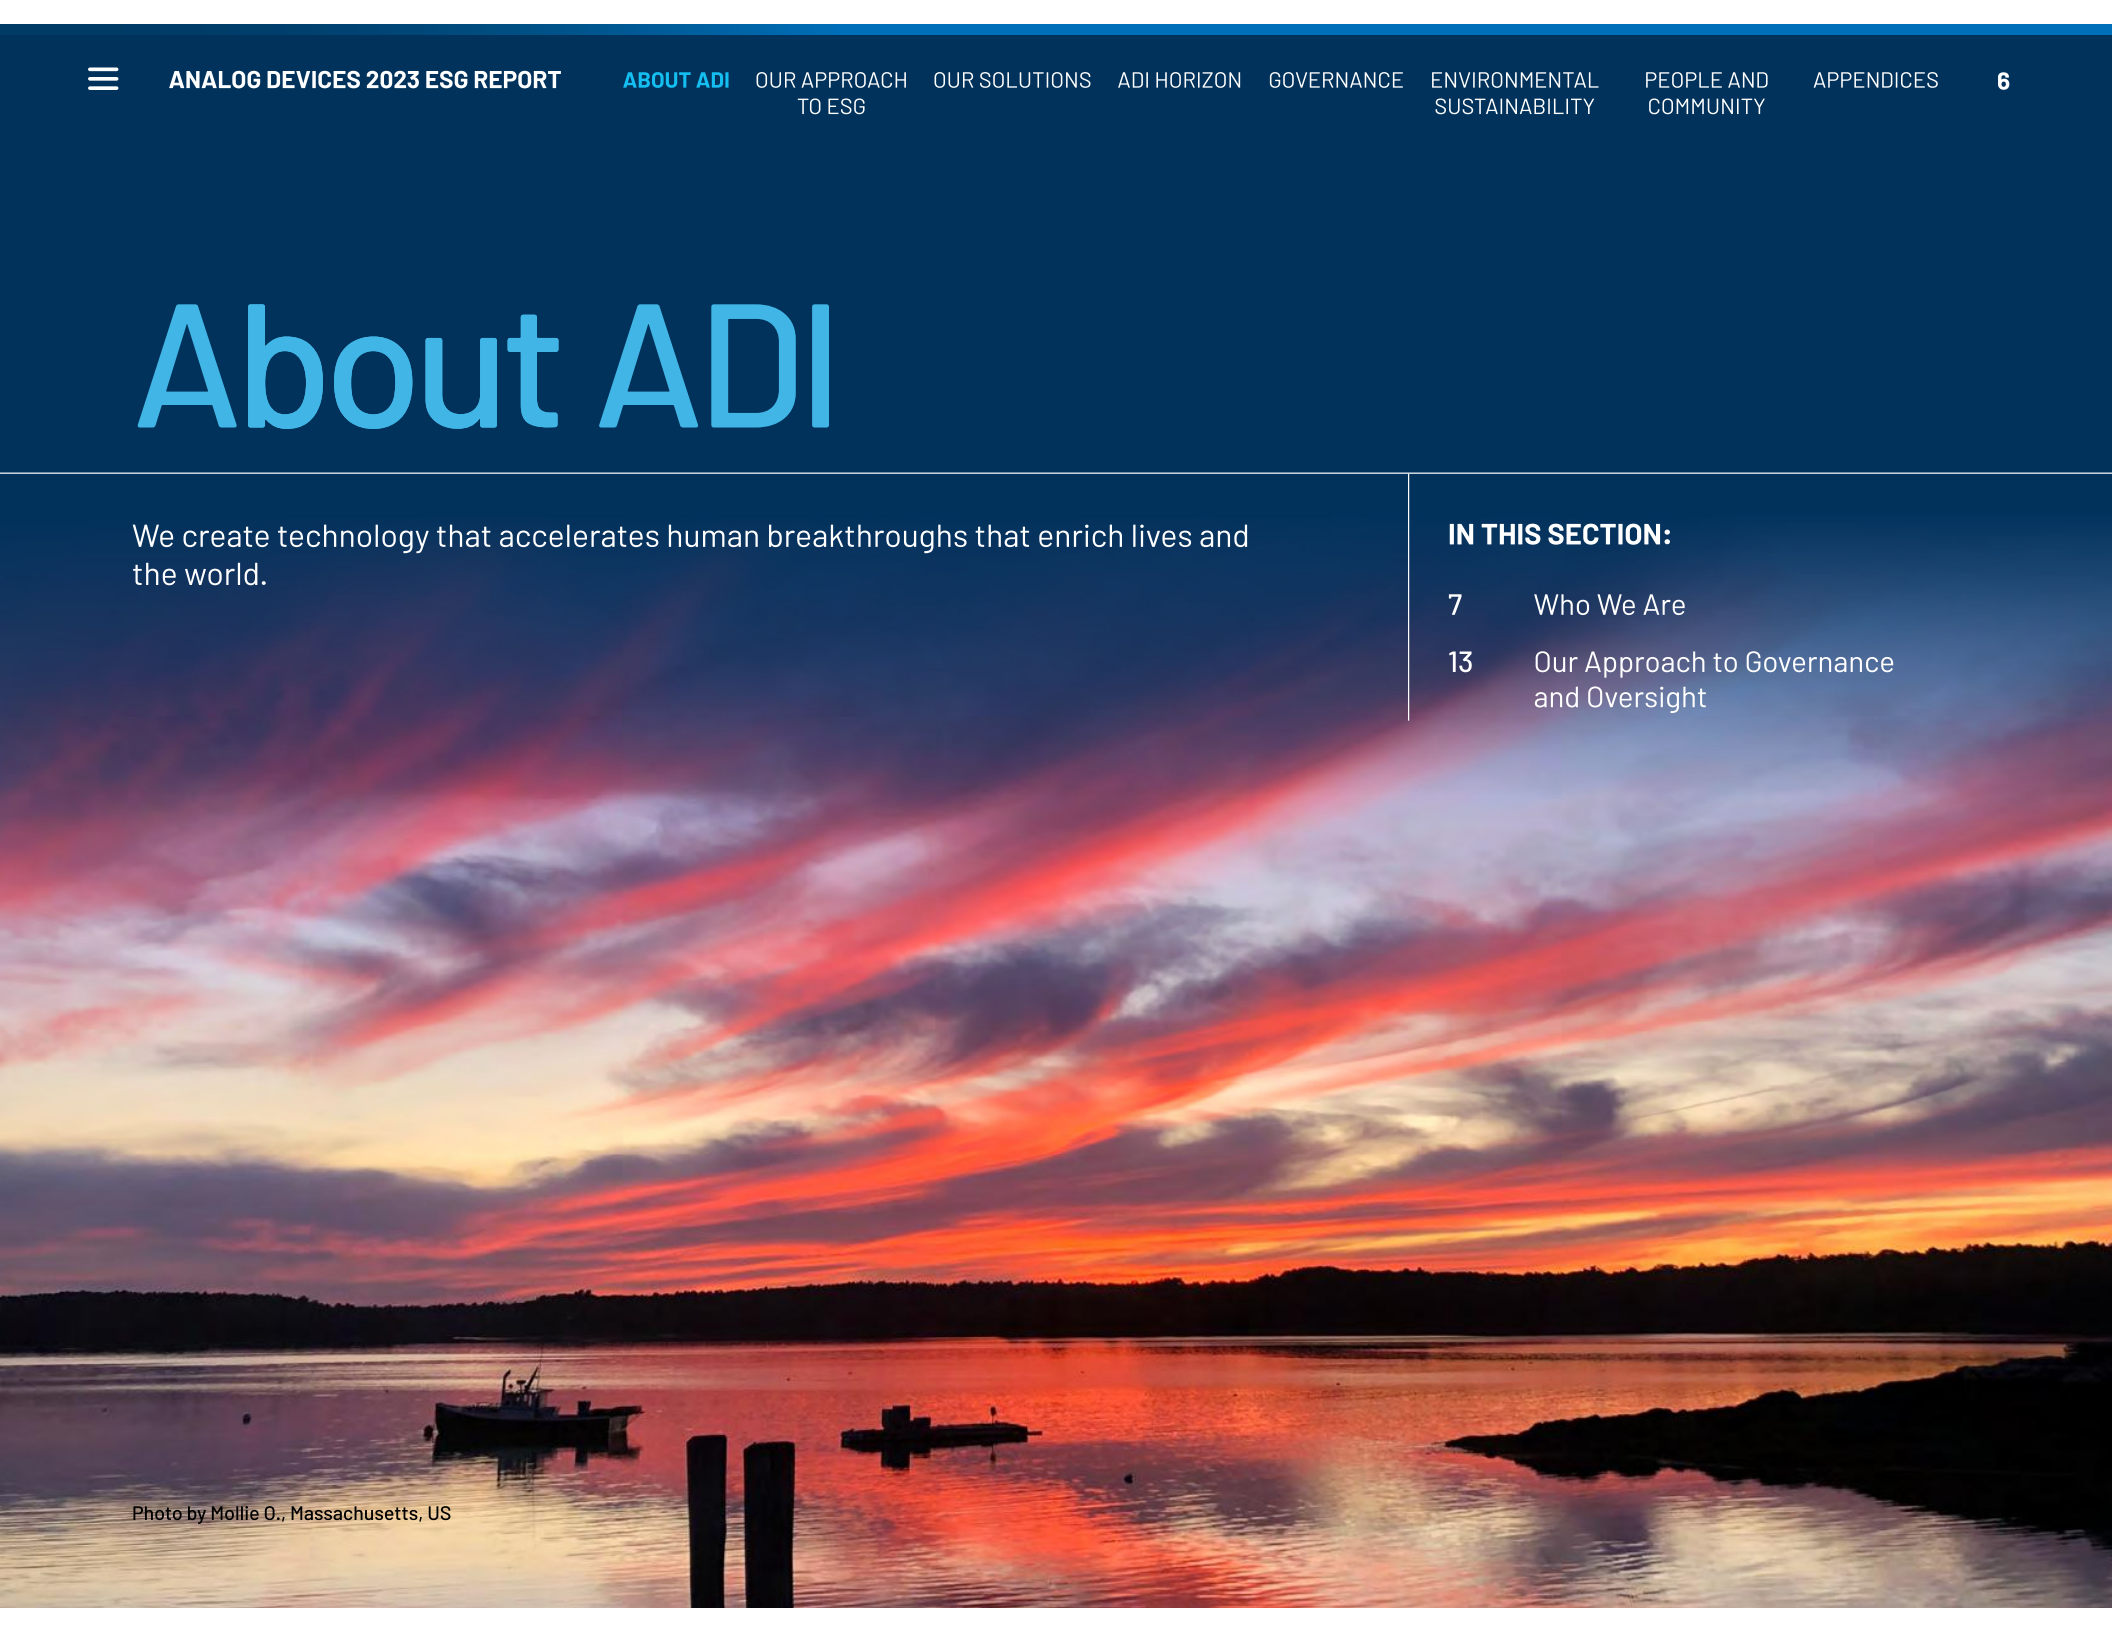 ANALOG DEVICES 2023 ESG REPORT
ABOUT ADI
OUR APPROACH
TO ESG
OUR SOLUTIONS
ADI HORIZON
GOVERNANCE
ENVIRONMENTAL
SUSTAINABILITY
PEOPLE AND
COMMUNITY
APPENDICES
6
About ADI
We create technology that accelerates human breakthroughs that enrich lives and
the world.
IN THIS SECTION:
7 Who We Are
13 Our Approach to Governance
and Oversight
Photo by Mollie O., Massachusetts, US